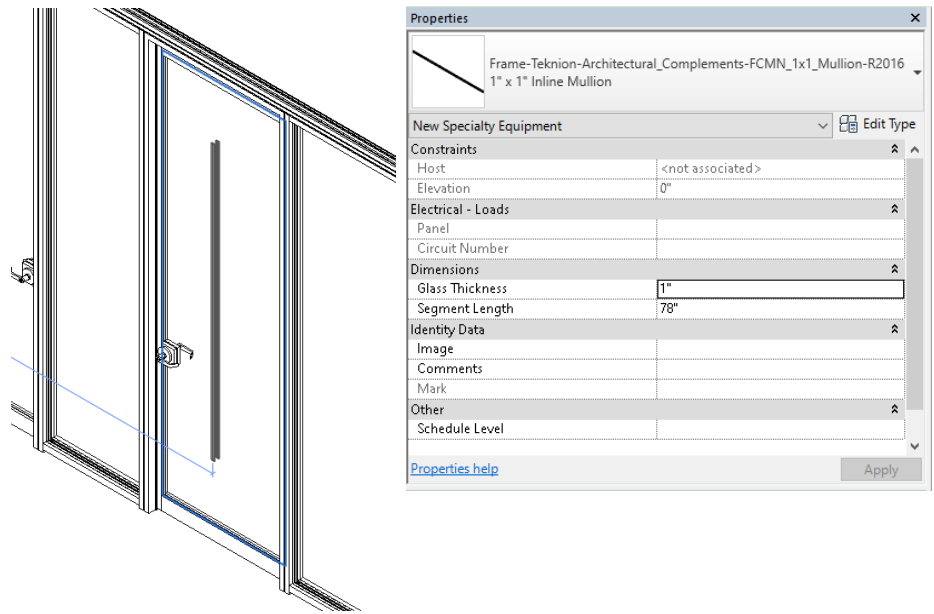 Properties
Frame-Teknion-Architectural_Complements-FCMN_1x1_Mullion-R2016
1" x 1" Inline Mullion
New Specialty Equipment
Edit Type
Constraints
Host <not associated>
Elevation 0"
Electrical - Loads
Panel
Circuit Number
Dimensions
Glass Thickness 1"
Segment Length 78"
Identity Data
Image
Comments
Mark
Other
Schedule Level
Properties help
Apply